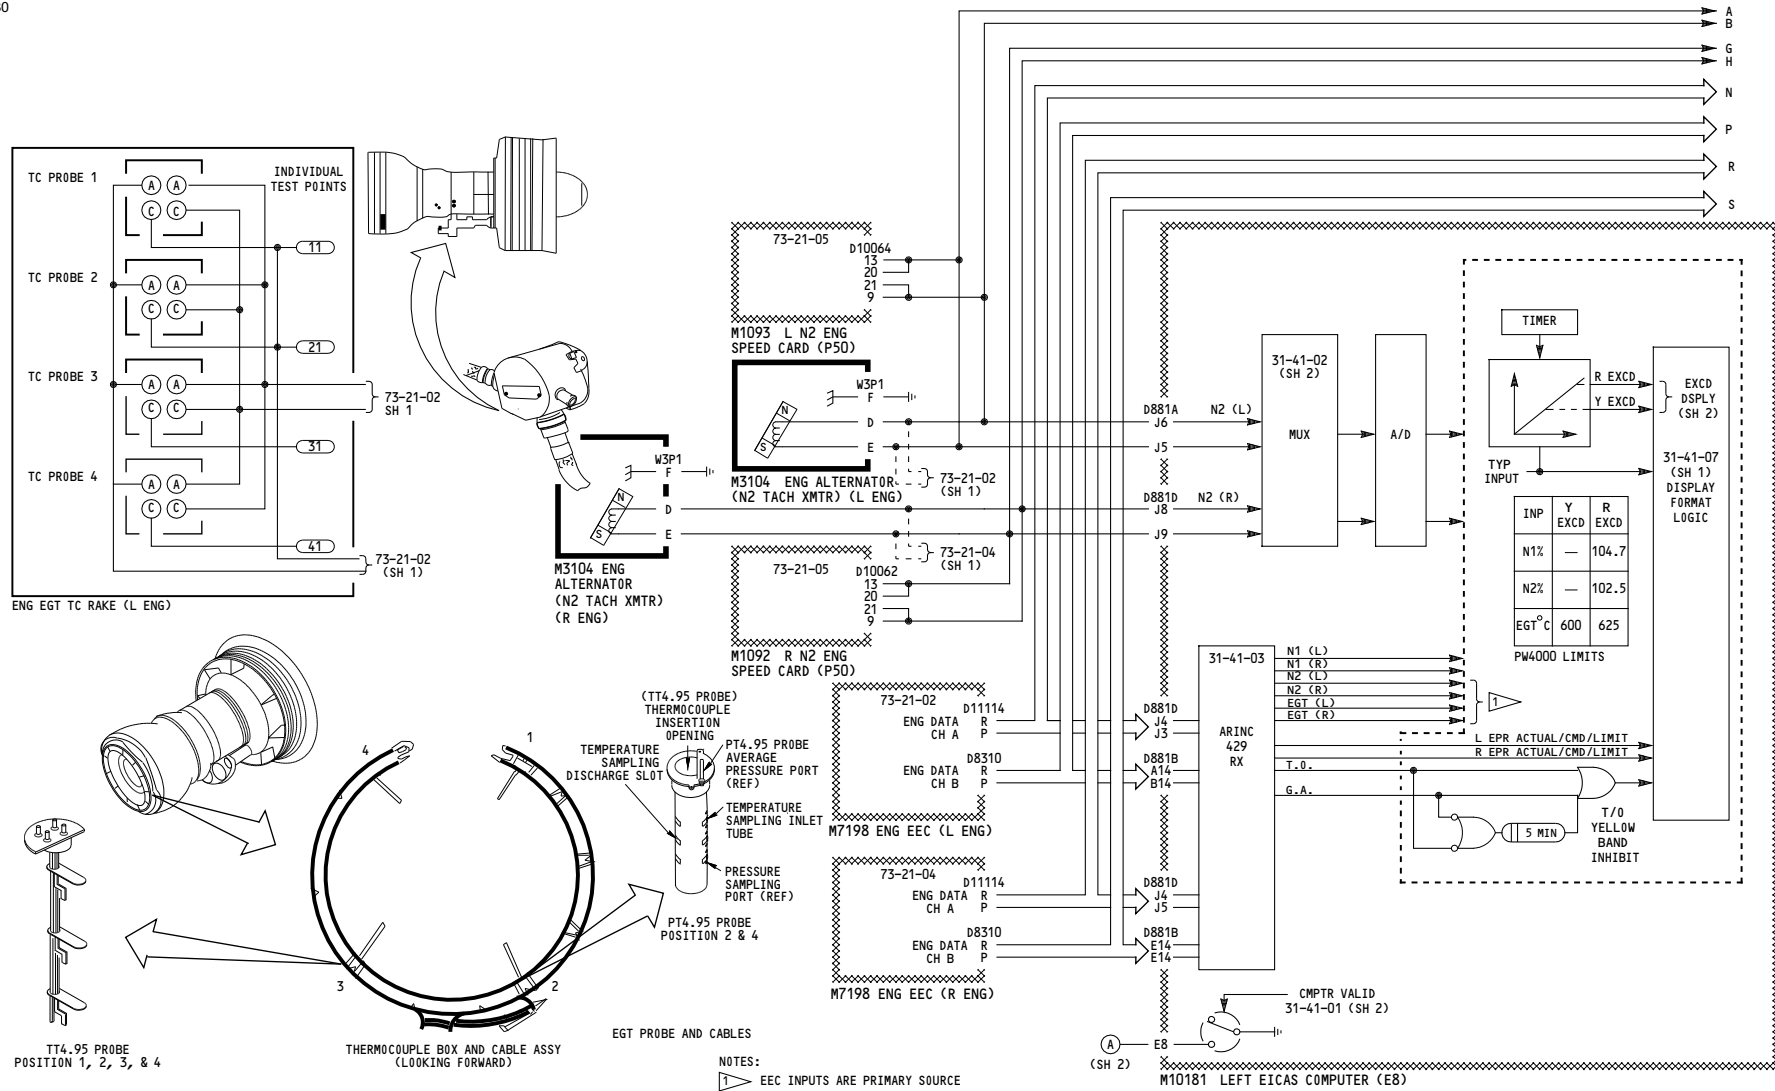 30
A
B
G
H
N
P
R
S
TC PROBE 1
INDIVIDUAL
TEST POINTS
A A
C C
11
TC PROBE 2
A A
C C
21
TC PROBE 3
A A
C C
73-21-02
SH 1
31
TC PROBE 4
A A
C C
41
73-21-02
(SH 1)
ENG EGT TC RAKE (L ENG)
73-21-05
D10064
13
20
21
9
M1093 L N2 ENG
SPEED CARD (P50)
W3P1
F
N
S
D
E
M3104 ENG ALTERNATOR
(N2 TACH XMTR) (L ENG)
73-21-02
(SH 1)
W3P1
F
N
S
D
E
M3104 ENG
ALTERNATOR
(N2 TACH XMTR)
(R ENG)
73-21-04
(SH 1)
73-21-05
D10062
13
20
21
9
M1092 R N2 ENG
SPEED CARD (P50)
D881A
J6
N2 (L)
J5
D881D
J8
N2 (R)
J9
31-41-02
(SH 2)
MUX
A/D
TIMER
R EXCD
Y EXCD
TYP
INPUT
EXCD
DSPLY
(SH 2)
31-41-07
(SH 1)
DISPLAY
FORMAT
LOGIC
INP Y EXCD R EXCD
N1% — 104.7
N2% — 102.5
EGT°C 600 625
PW4000 LIMITS
73-21-02
D11114
ENG DATA R
CH A P
D8310
ENG DATA R
CH B P
M7198 ENG EEC (L ENG)
73-21-04
D11114
ENG DATA R
CH A P
D8310
ENG DATA R
CH B P
M7198 ENG EEC (R ENG)
D881D
J4
J3
D881B
A14
B14
D881D
J4
J5
D881B
E14
E14
31-41-03
ARINC
429
RX
N1 (L)
N1 (R)
N2 (L)
N2 (R)
EGT (L)
EGT (R)
1
L EPR ACTUAL/CMD/LIMIT
R EPR ACTUAL/CMD/LIMIT
T.O.
G.A.
5 MIN
T/O
YELLOW
BAND
INHIBIT
CMPTR VALID
31-41-01 (SH 2)
A
(SH 2)
E8
M10181 LEFT EICAS COMPUTER (E8)
(TT4.95 PROBE)
THERMOCOUPLE
INSERTION
OPENING
TEMPERATURE
SAMPLING
DISCHARGE SLOT
PT4.95 PROBE
AVERAGE
PRESSURE PORT
(REF)
TEMPERATURE
SAMPLING INLET
TUBE
PRESSURE
SAMPLING
PORT (REF)
PT4.95 PROBE
POSITION 2 & 4
4
1
3
2
TT4.95 PROBE
POSITION 1, 2, 3, & 4
THERMOCOUPLE BOX AND CABLE ASSY
(LOOKING FORWARD)
EGT PROBE AND CABLES
NOTES:
1 EEC INPUTS ARE PRIMARY SOURCE